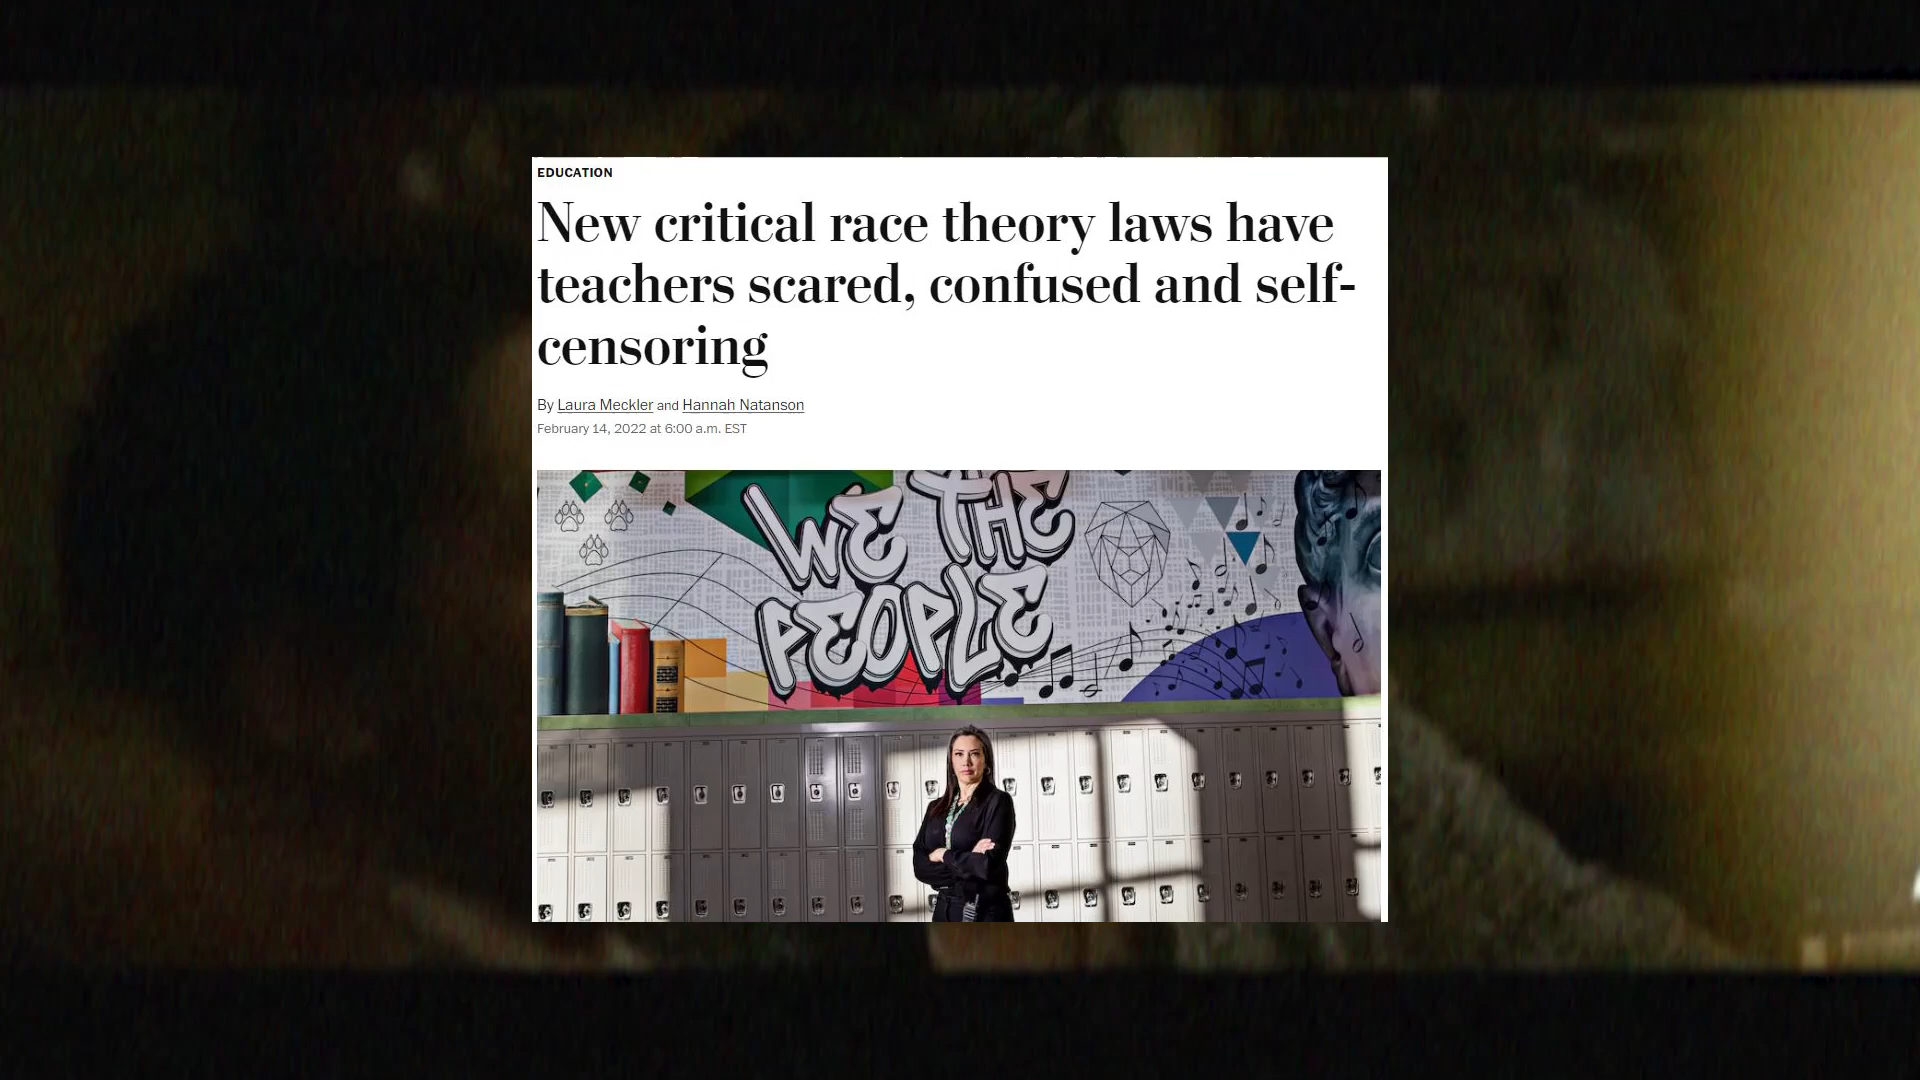 EDUCATION
New critical race theory laws have
teachers scared, confused and self-
censoring
By Laura Meckler and Hannah Natanson
February 14, 2022 at 6:00 a.m. EST
WE THE
PEOPLE